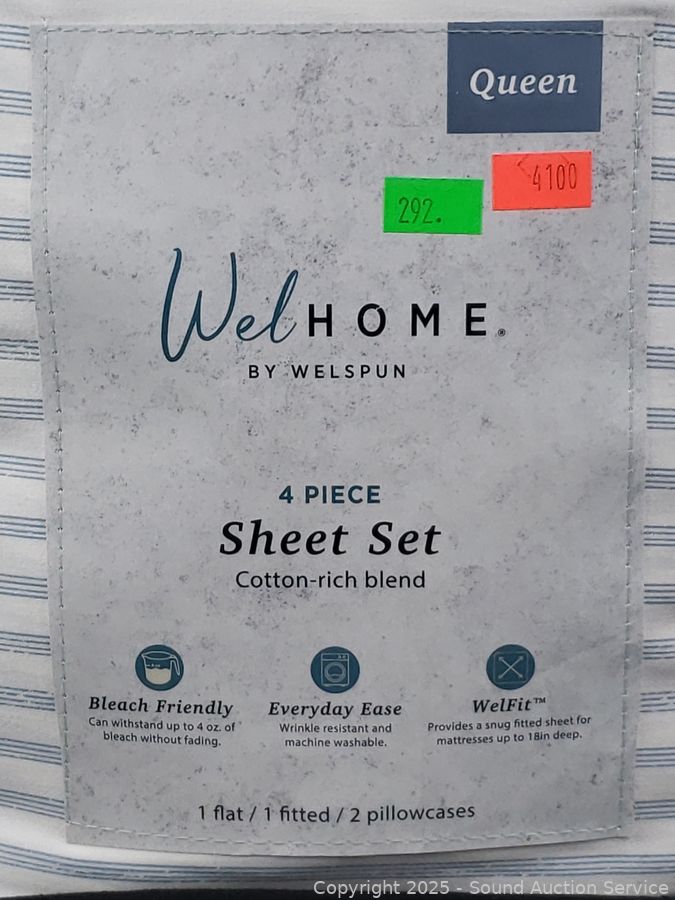 Queen
4100
292.
WelHOME®
BY WELSPUN
4 PIECE
Sheet Set
Cotton-rich blend
Bleach Friendly
Can withstand up to 4 oz. of
bleach without fading.
Everyday Ease
Wrinkle resistant and
machine washable.
WelFit™
Provides a snug fitted sheet for
mattresses up to 18in deep.
1 flat / 1 fitted / 2 pillowcases
Copyright 2025 - Sound Auction Service